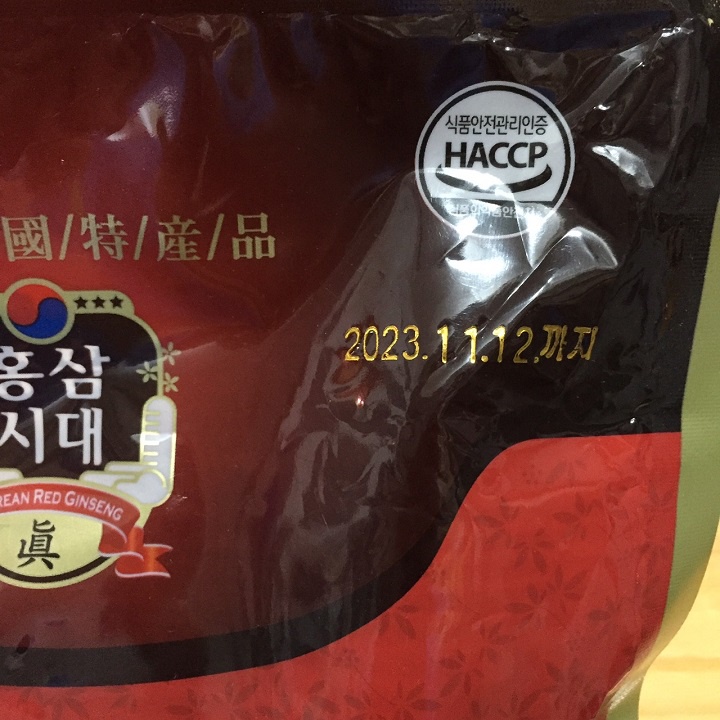 식품안전관리인증
HACCP
國/特/産/品
홍삼
시대
2023.11.12.까지
REAN RED GINSENG
眞